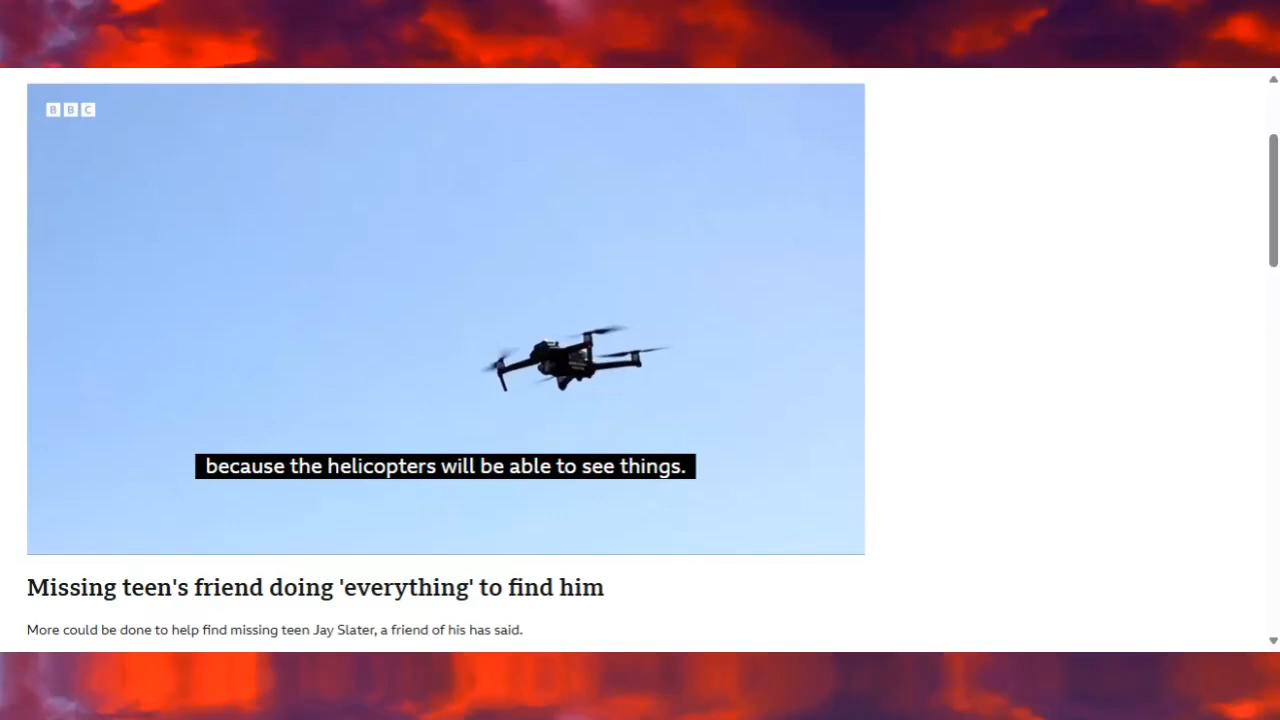 BBC
because the helicopters will be able to see things.
Missing teen's friend doing 'everything' to find him
More could be done to help find missing teen Jay Slater, a friend of his has said.